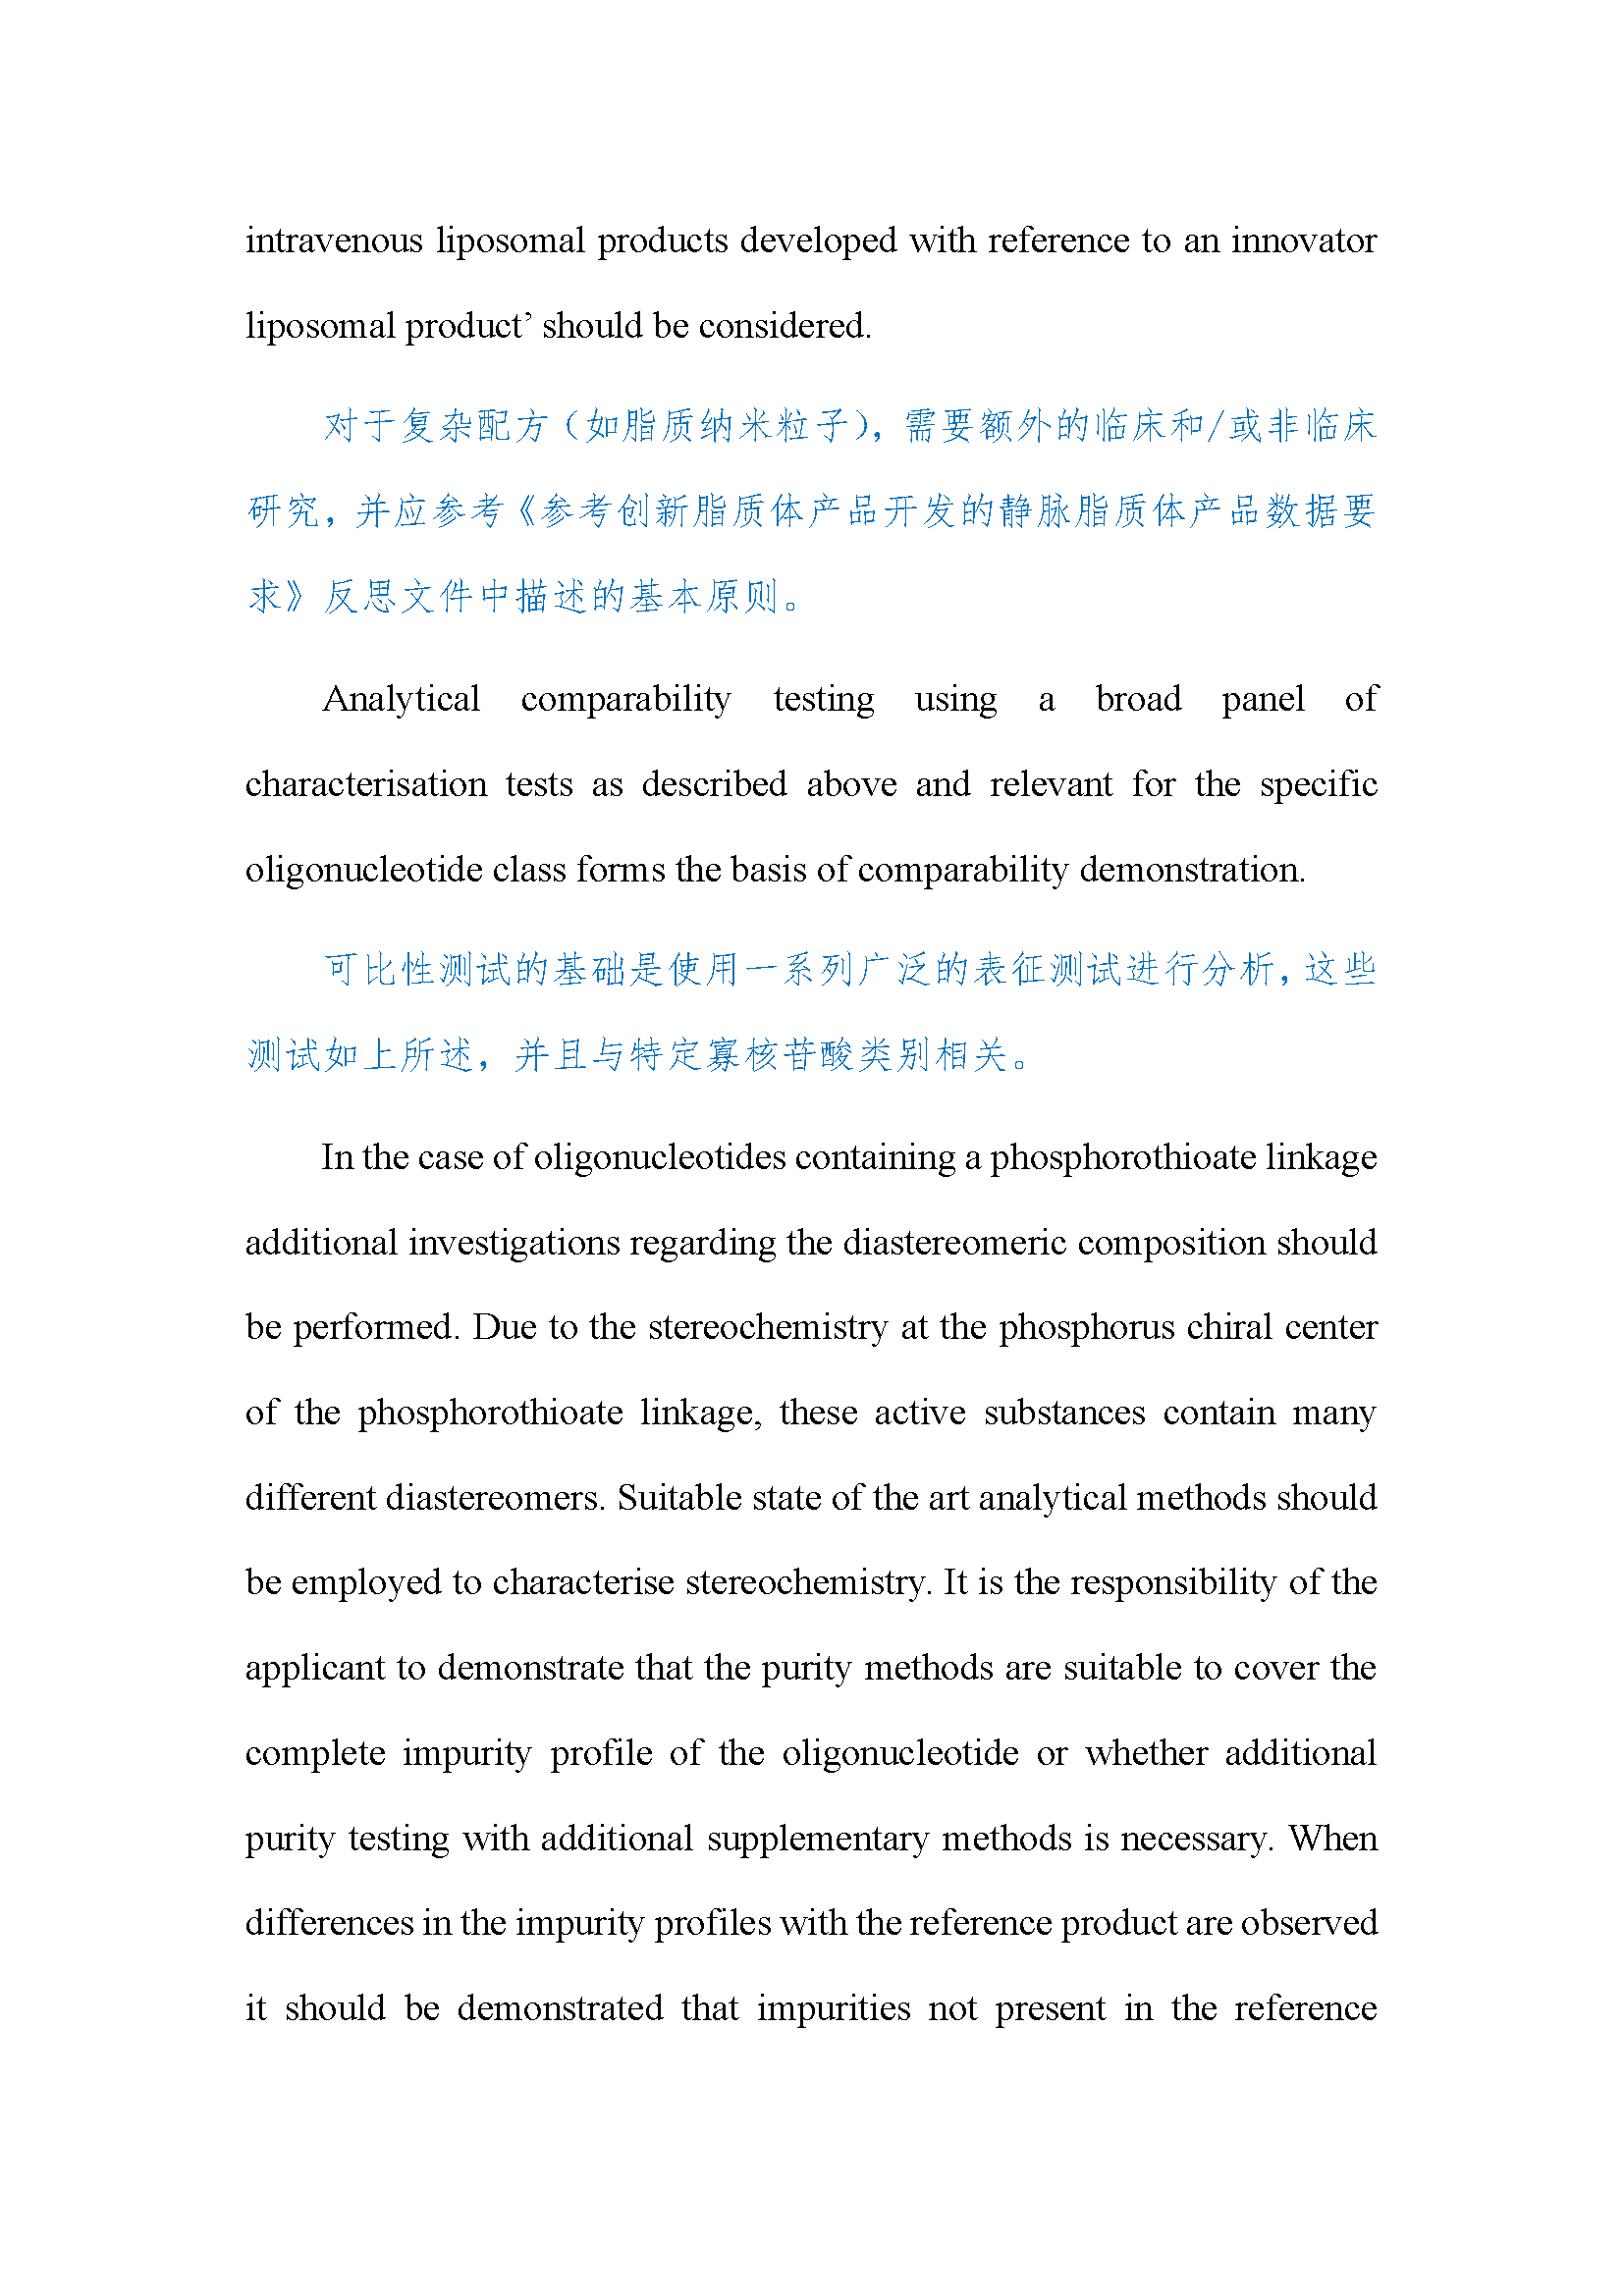 intravenous liposomal products developed with reference to an innovator
liposomal product’ should be considered.
对于复杂配方（如脂质纳米粒子），需要额外的临床和/或非临床
研究，并应参考《参考创新脂质体产品开发的静脉脂质体产品数据要
求》反思文件中描述的基本原则。
Analytical comparability testing using a broad panel of
characterisation tests as described above and relevant for the specific
oligonucleotide class forms the basis of comparability demonstration.
可比性测试的基础是使用一系列广泛的表征测试进行分析，这些
测试如上所述，并且与特定寡核苷酸类别相关。
In the case of oligonucleotides containing a phosphorothioate linkage
additional investigations regarding the diastereomeric composition should
be performed. Due to the stereochemistry at the phosphorus chiral center
of the phosphorothioate linkage, these active substances contain many
different diastereomers. Suitable state of the art analytical methods should
be employed to characterise stereochemistry. It is the responsibility of the
applicant to demonstrate that the purity methods are suitable to cover the
complete impurity profile of the oligonucleotide or whether additional
purity testing with additional supplementary methods is necessary. When
differences in the impurity profiles with the reference product are observed
it should be demonstrated that impurities not present in the reference